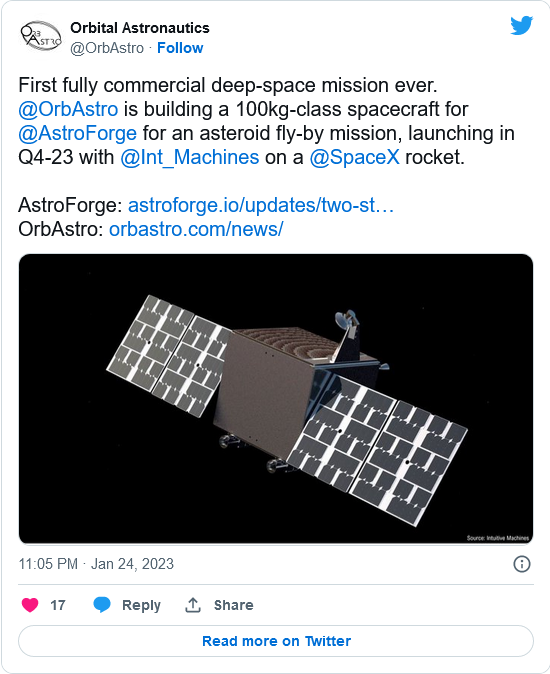 ORB
ASTRO
Orbital Astronautics
@OrbAstro · Follow
First fully commercial deep-space mission ever.
@OrbAstro is building a 100kg-class spacecraft for
@AstroForge for an asteroid fly-by mission, launching in
Q4-23 with @Int_Machines on a @SpaceX rocket.
AstroForge: astroforge.io/updates/two-st…
OrbAstro: orbastro.com/news/
Source: Intuitive Machines
11:05 PM · Jan 24, 2023
17 Reply Share
Read more on Twitter